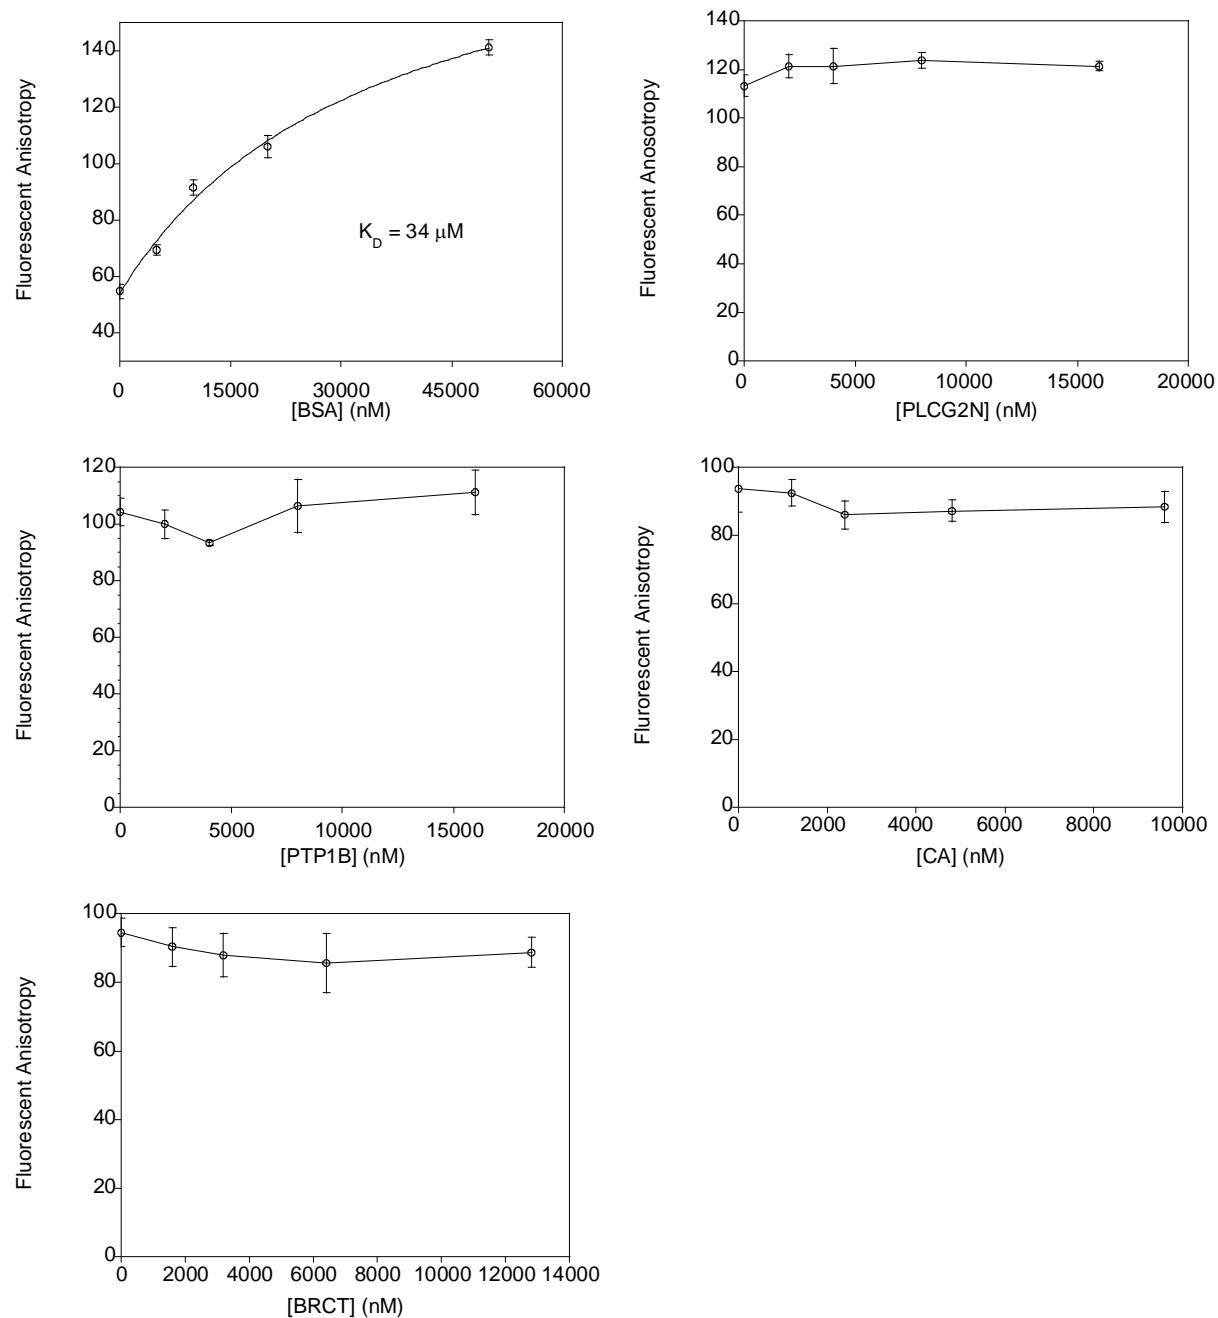 Fluoresecent Anisotropy
140
120
100
80
60
40
K_D = 34 μM
0 15000 30000 45000 60000
[BSA] (nM)
Fluorescent Anosotropy
140
120
100
80
60
40
20
0
0 5000 10000 15000 20000
[PLCG2N] (nM)
Fluorescent Anisotropy
120
100
80
60
40
20
0
0 5000 10000 15000 20000
[PTP1B] (nM)
Flurorescent Anisotropy
100
80
60
40
20
0
0 2000 4000 6000 8000 10000
[CA] (nM)
Fluorescent Anisotropy
100
80
60
40
20
0
0 2000 4000 6000 8000 10000 12000 14000
[BRCT] (nM)